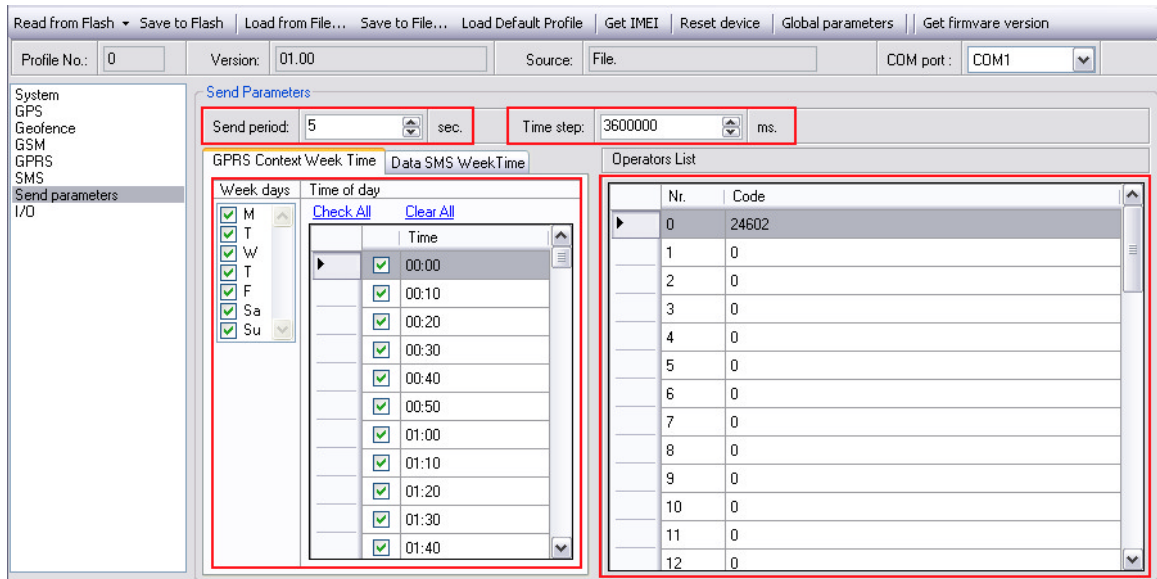 Read from Flash Save to Flash Load from File... Save to File... Load Default Profile Get IMEI Reset device Global parameters Get firmware version
Profile No.: 0 Version: 01.00 Source: File. COM port : COM1
System
GPS
Geofence
GSM
GPRS
SMS
Send parameters
I/O
Send Parameters
Send period: 5 sec. Time step: 3600000 ms.
GPRS Context Week Time Data SMS WeekTime
Week days
M
T
W
T
F
Sa
Su
Time of day
Check All Clear All
Time
00:00
00:10
00:20
00:30
00:40
00:50
01:00
01:10
01:20
01:30
01:40
Operators List
Nr. Code
0 24602
1 0
2 0
3 0
4 0
5 0
6 0
7 0
8 0
9 0
10 0
11 0
12 0